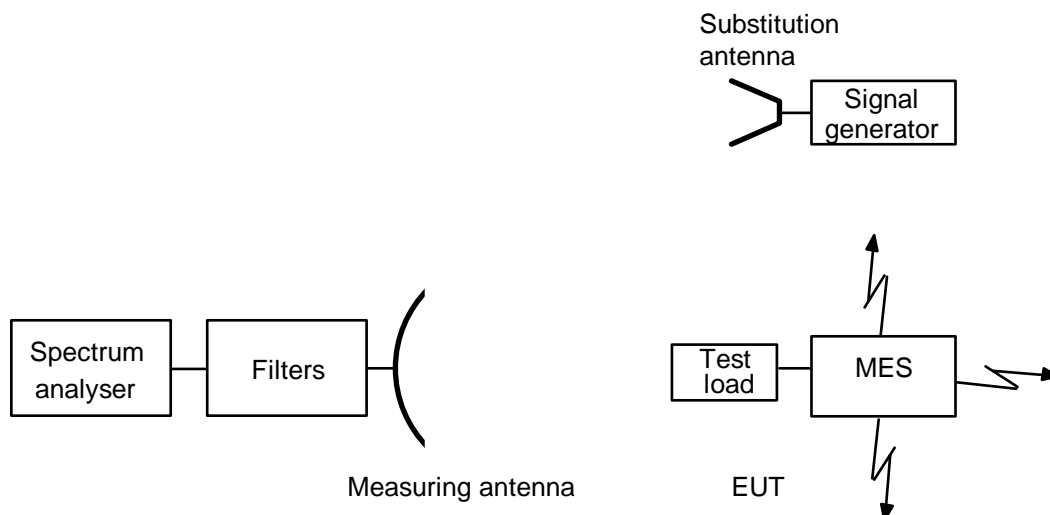 Substitution
antenna
Signal
generator
Spectrum
analyser
Filters
Test
load
MES
Measuring antenna
EUT